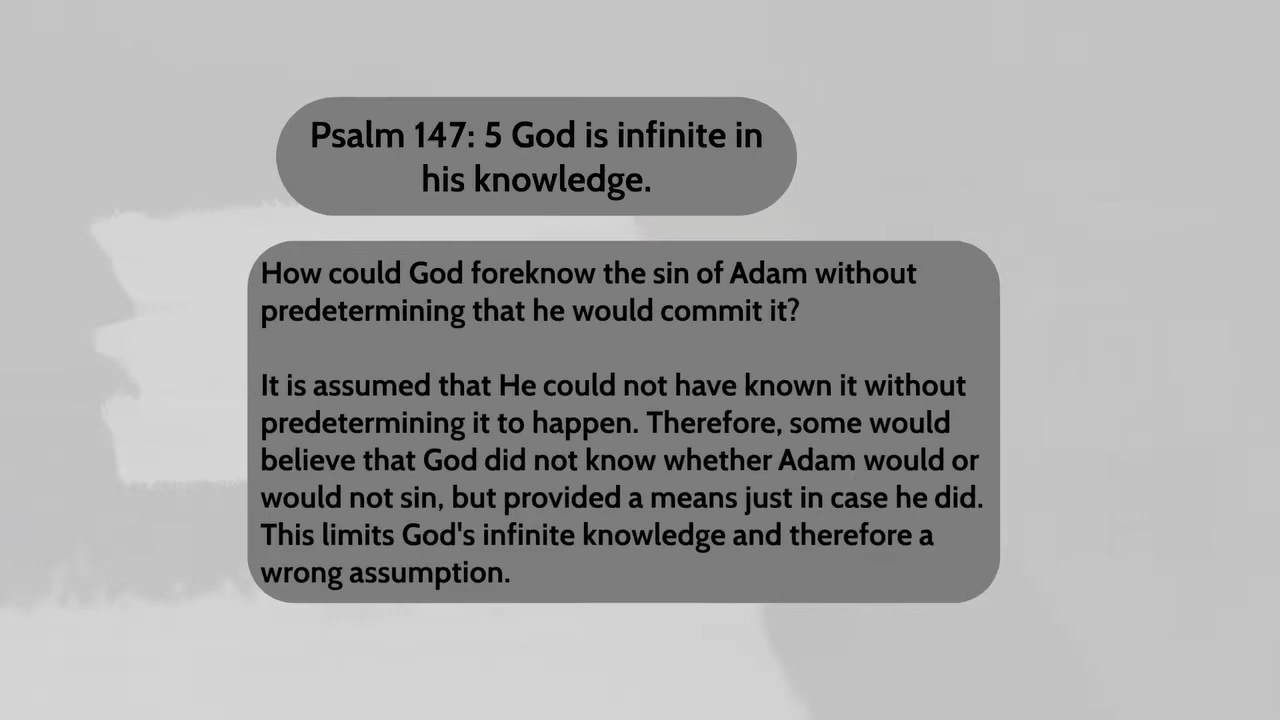 Psalm 147: 5 God is infinite in
his knowledge.
How could God foreknow the sin of Adam without
predetermining that he would commit it?
It is assumed that He could not have known it without
predetermining it to happen. Therefore, some would
believe that God did not know whether Adam would or
would not sin, but provided a means just in case he did.
This limits God's infinite knowledge and therefore a
wrong assumption.